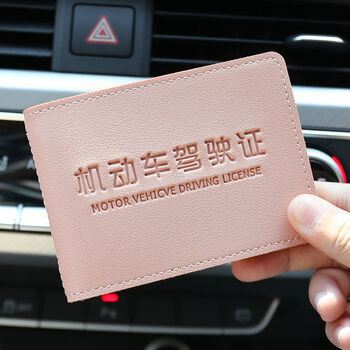 机动车驾驶证
MOTOR VEHICVE DRIVING LICENSE